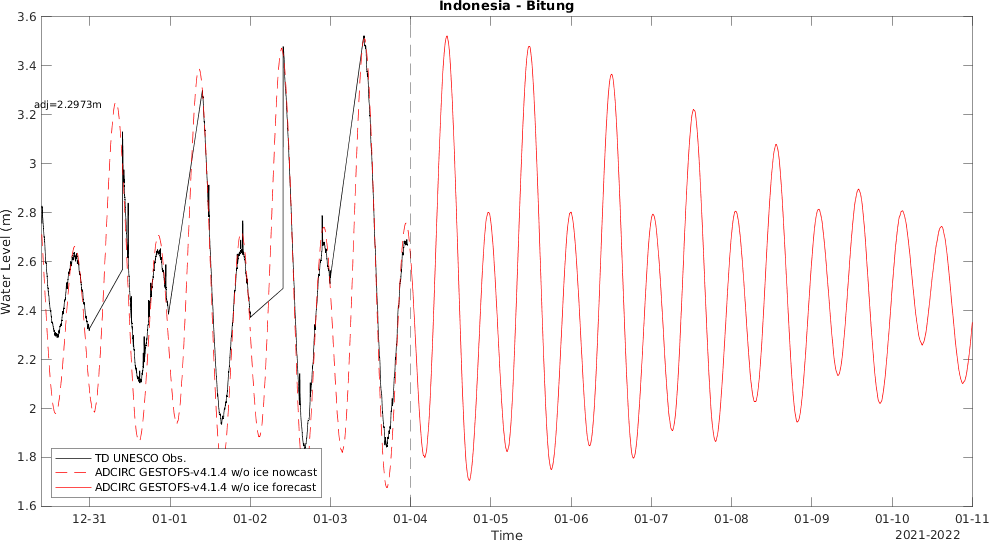 Indonesia - Bitung
3.6
3.4
3.2
3
2.8
2.6
2.4
2.2
2
1.8
1.6
Water Level (m)
adj=2.2973m
TD UNESCO Obs.
ADCIRC GESTOFS-v4.1.4 w/o ice nowcast
ADCIRC GESTOFS-v4.1.4 w/o ice forecast
12-31 01-01 01-02 01-03 01-04 01-05 01-06 01-07 01-08 01-09 01-10 01-11
Time
2021-2022